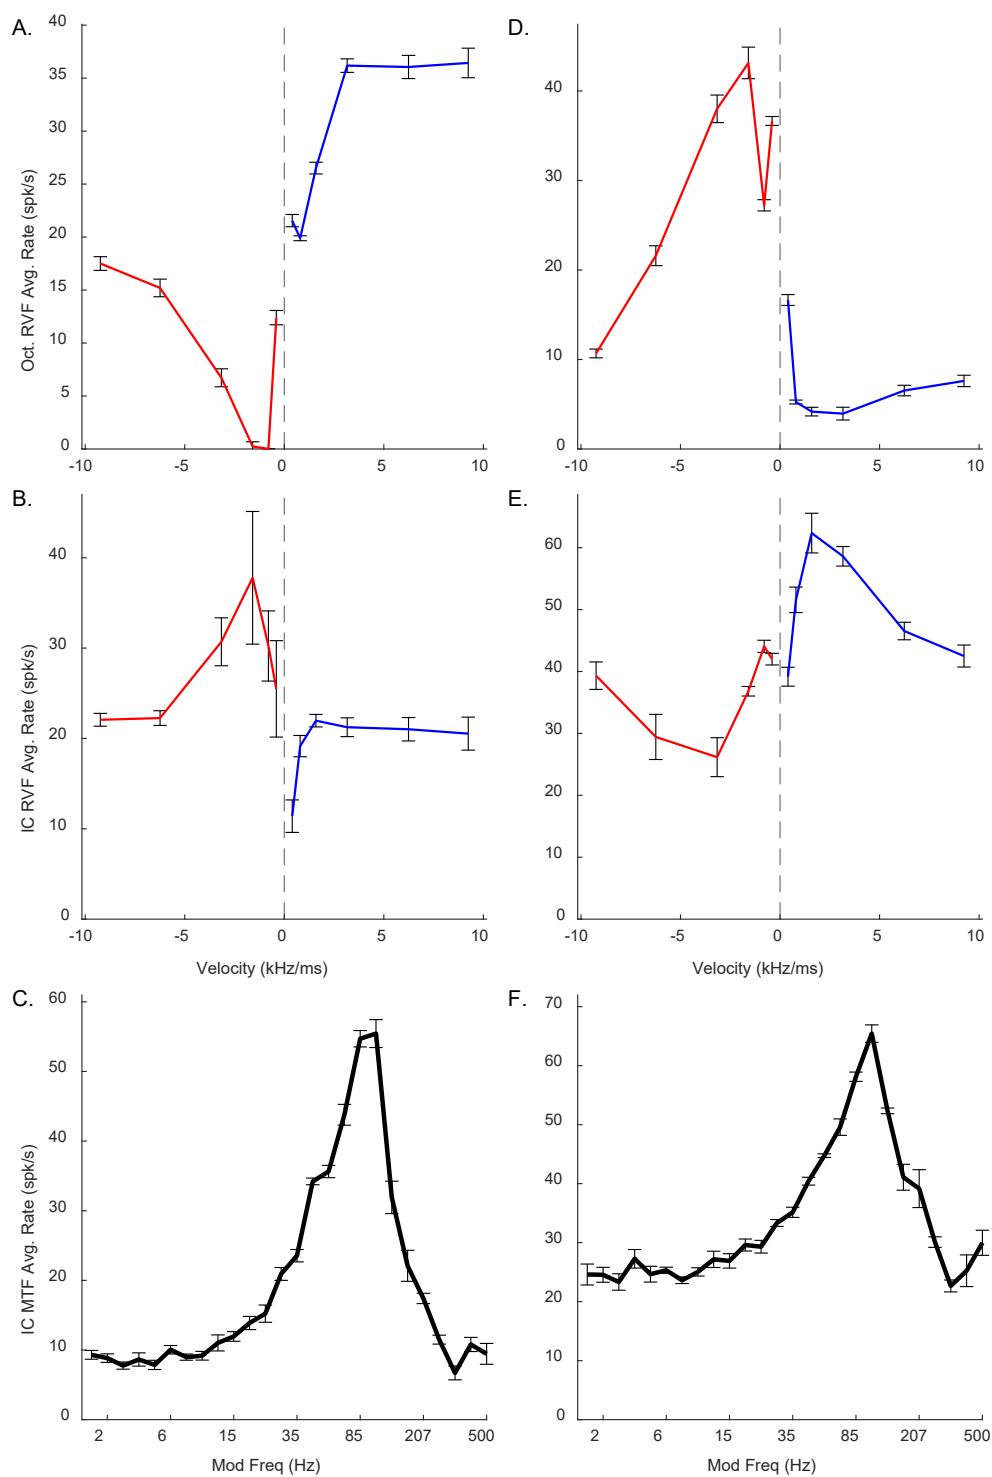 A.
40
35
30
25
20
15
10
5
0
-10 -5 0 5 10
Oct. RVF Avg. Rate (spk/s)
D.
40
30
20
10
0
-10 -5 0 5 10
B.
40
30
20
10
0
-10 -5 0 5 10
IC RVF Avg. Rate (spk/s)
Velocity (kHz/ms)
E.
60
50
40
30
20
10
0
-10 -5 0 5 10
Velocity (kHz/ms)
C.
60
50
40
30
20
10
0
2 6 15 35 85 207 500
IC MTF Avg. Rate (spk/s)
Mod Freq (Hz)
F.
70
60
50
40
30
20
10
0
2 6 15 35 85 207 500
Mod Freq (Hz)